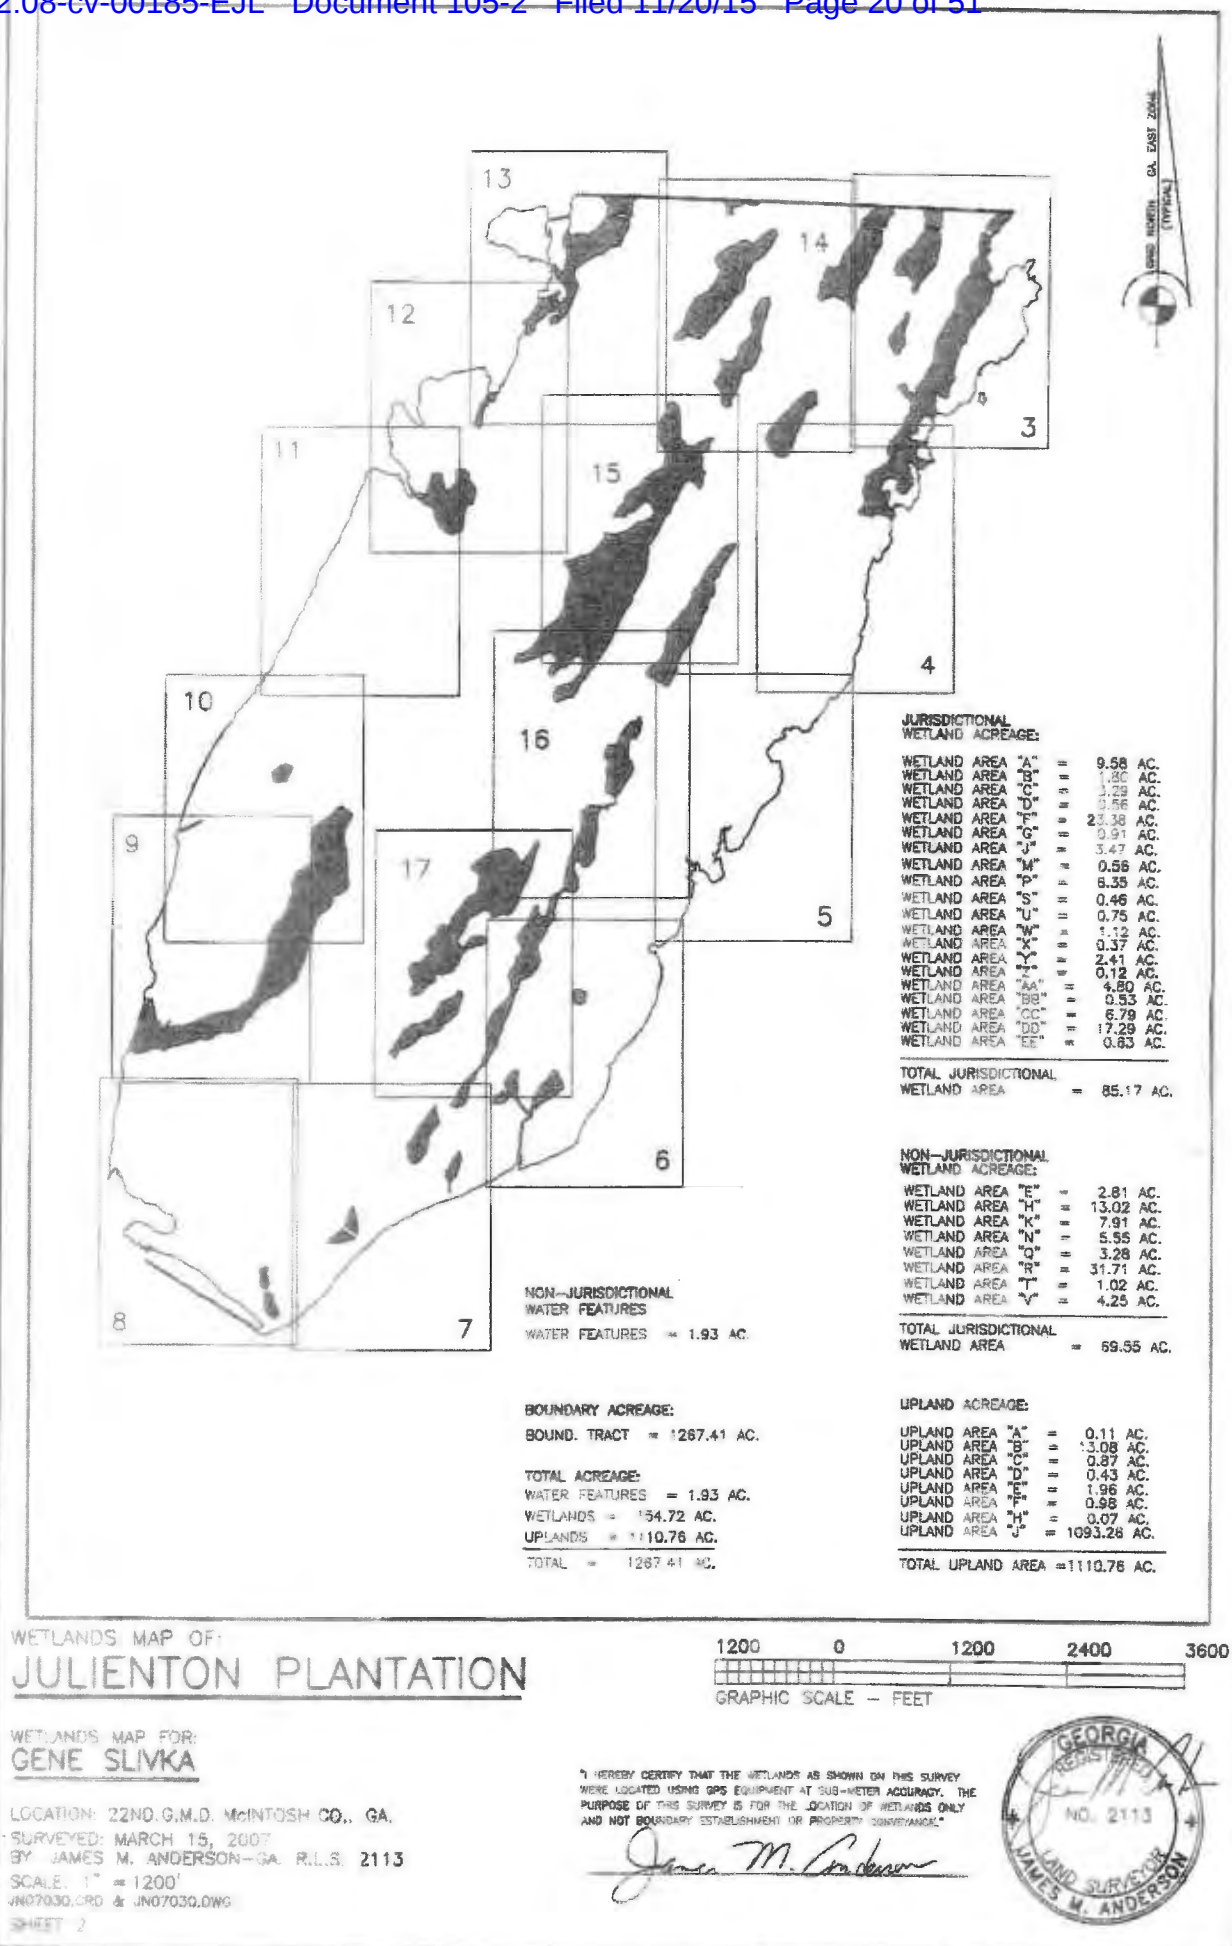 2:08-cv-00185-EJL Document 105-2 Filed 11/20/15 Page 20 of 51
GRID NORTH GA. EAST ZONE
(TYPICAL)
13
14
12
3
11
15
4
10
16
9
17
5
6
8
7
JURISDICTIONAL
WETLAND ACREAGE:
WETLAND AREA "A" = 9.58 AC.
WETLAND AREA "B" = 1.80 AC.
WETLAND AREA "C" = 3.29 AC.
WETLAND AREA "D" = 0.56 AC.
WETLAND AREA "F" = 23.38 AC.
WETLAND AREA "G" = 0.91 AC.
WETLAND AREA "J" = 3.47 AC.
WETLAND AREA "M" = 0.56 AC.
WETLAND AREA "P" = 6.35 AC.
WETLAND AREA "S" = 0.46 AC.
WETLAND AREA "U" = 0.75 AC.
WETLAND AREA "W" = 1.12 AC.
WETLAND AREA "X" = 0.37 AC.
WETLAND AREA "Y" = 2.41 AC.
WETLAND AREA "Z" = 0.12 AC.
WETLAND AREA "AA" = 4.80 AC.
WETLAND AREA "BB" = 0.53 AC.
WETLAND AREA "CC" = 6.79 AC.
WETLAND AREA "DD" = 17.29 AC.
WETLAND AREA "EE" = 0.63 AC.
TOTAL JURISDICTIONAL
WETLAND AREA = 85.17 AC.
NON-JURISDICTIONAL
WETLAND ACREAGE:
WETLAND AREA "E" = 2.81 AC.
WETLAND AREA "H" = 13.02 AC.
WETLAND AREA "K" = 7.91 AC.
WETLAND AREA "N" = 5.55 AC.
WETLAND AREA "Q" = 3.28 AC.
WETLAND AREA "R" = 31.71 AC.
WETLAND AREA "T" = 1.02 AC.
WETLAND AREA "V" = 4.25 AC.
TOTAL JURISDICTIONAL
WETLAND AREA = 69.55 AC.
UPLAND ACREAGE:
UPLAND AREA "A" = 0.11 AC.
UPLAND AREA "B" = 13.08 AC.
UPLAND AREA "C" = 0.87 AC.
UPLAND AREA "D" = 0.43 AC.
UPLAND AREA "E" = 1.96 AC.
UPLAND AREA "F" = 0.98 AC.
UPLAND AREA "H" = 0.07 AC.
UPLAND AREA "J" = 1093.26 AC.
TOTAL UPLAND AREA =1110.76 AC.
NON-JURISDICTIONAL
WATER FEATURES
WATER FEATURES = 1.93 AC.
BOUNDARY ACREAGE:
BOUND. TRACT = 1267.41 AC.
TOTAL ACREAGE:
WATER FEATURES = 1.93 AC.
WETLANDS = 154.72 AC.
UPLANDS = 1110.76 AC.
TOTAL = 1267.41 AC.
WETLANDS MAP OF:
JULIENTON PLANTATION
WETLANDS MAP FOR:
GENE SLIVKA
LOCATION: 22ND.G.M.D. McINTOSH CO., GA.
SURVEYED: MARCH 15, 2007
BY JAMES M. ANDERSON-GA. R.L.S. 2113
SCALE: 1" = 1200'
JN07030.CRD & JN07030.DWG
SHEET 2
1200 0 1200 2400 3600
GRAPHIC SCALE - FEET
"I HEREBY CERTIFY THAT THE WETLANDS AS SHOWN ON THIS SURVEY
WERE LOCATED USING GPS EQUIPMENT AT SUB-METER ACCURACY. THE
PURPOSE OF THIS SURVEY IS FOR THE LOCATION OF WETLANDS ONLY
AND NOT BOUNDARY ESTABLISHMENT OR PROPERTY CONVEYANCE."
James M. Anderson
GEORGIA
REGISTERED
NO. 2113
LAND SURVEYOR
JAMES M. ANDERSON